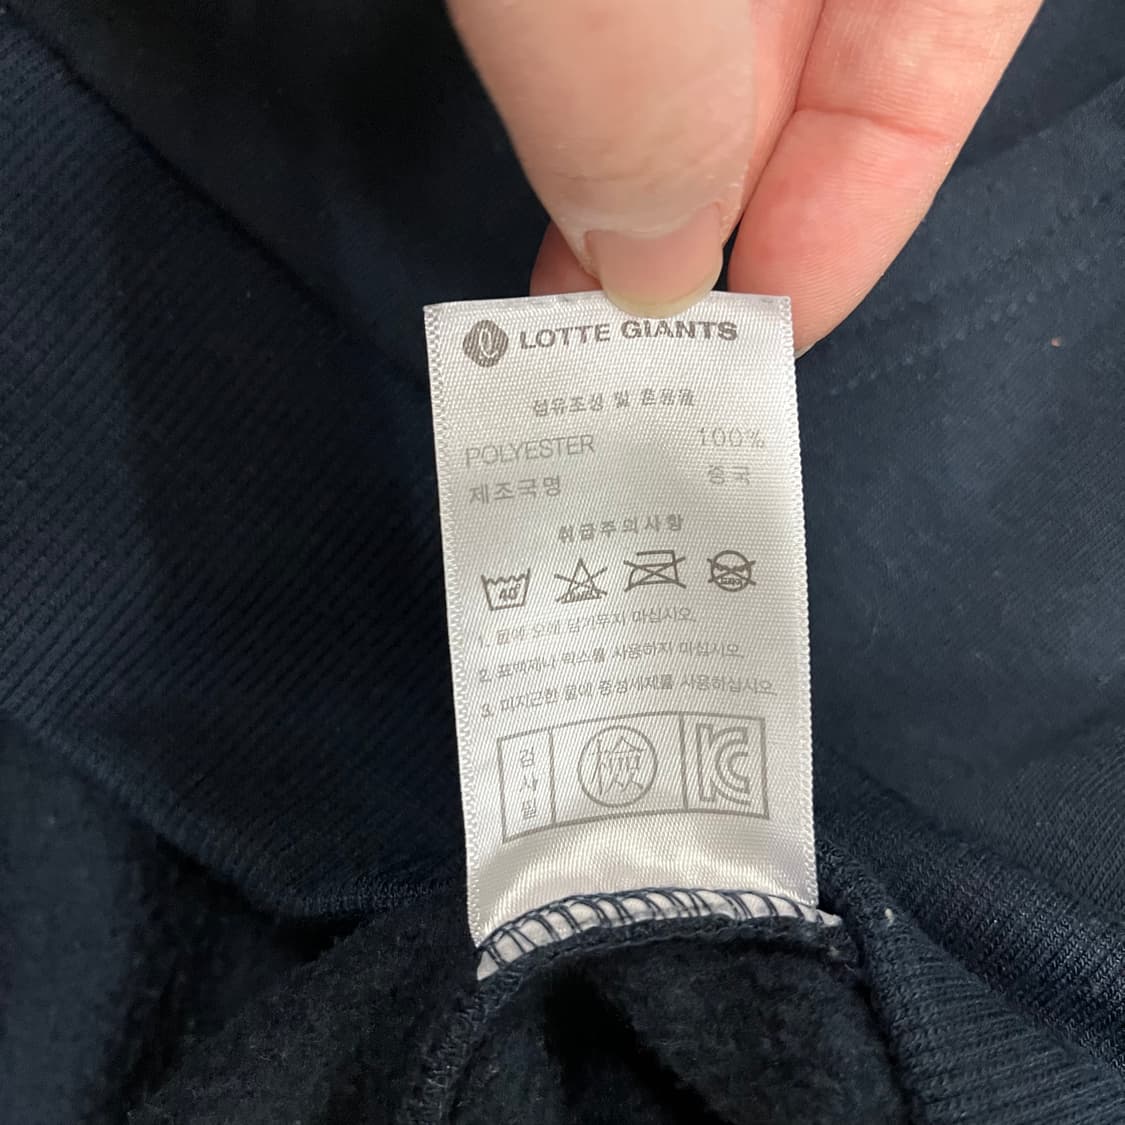 LOTTE GIANTS
섬유조성 및 혼용율
POLYESTER 100%
제조국명 중국
취급주의사항
40
1. 물에 오래 담가두지 마십시오.
2. 표백제나 락스를 사용하지 마십시오.
3. 미지근한 물에 중성세제를 사용하십시오.
검사필 檢 KC